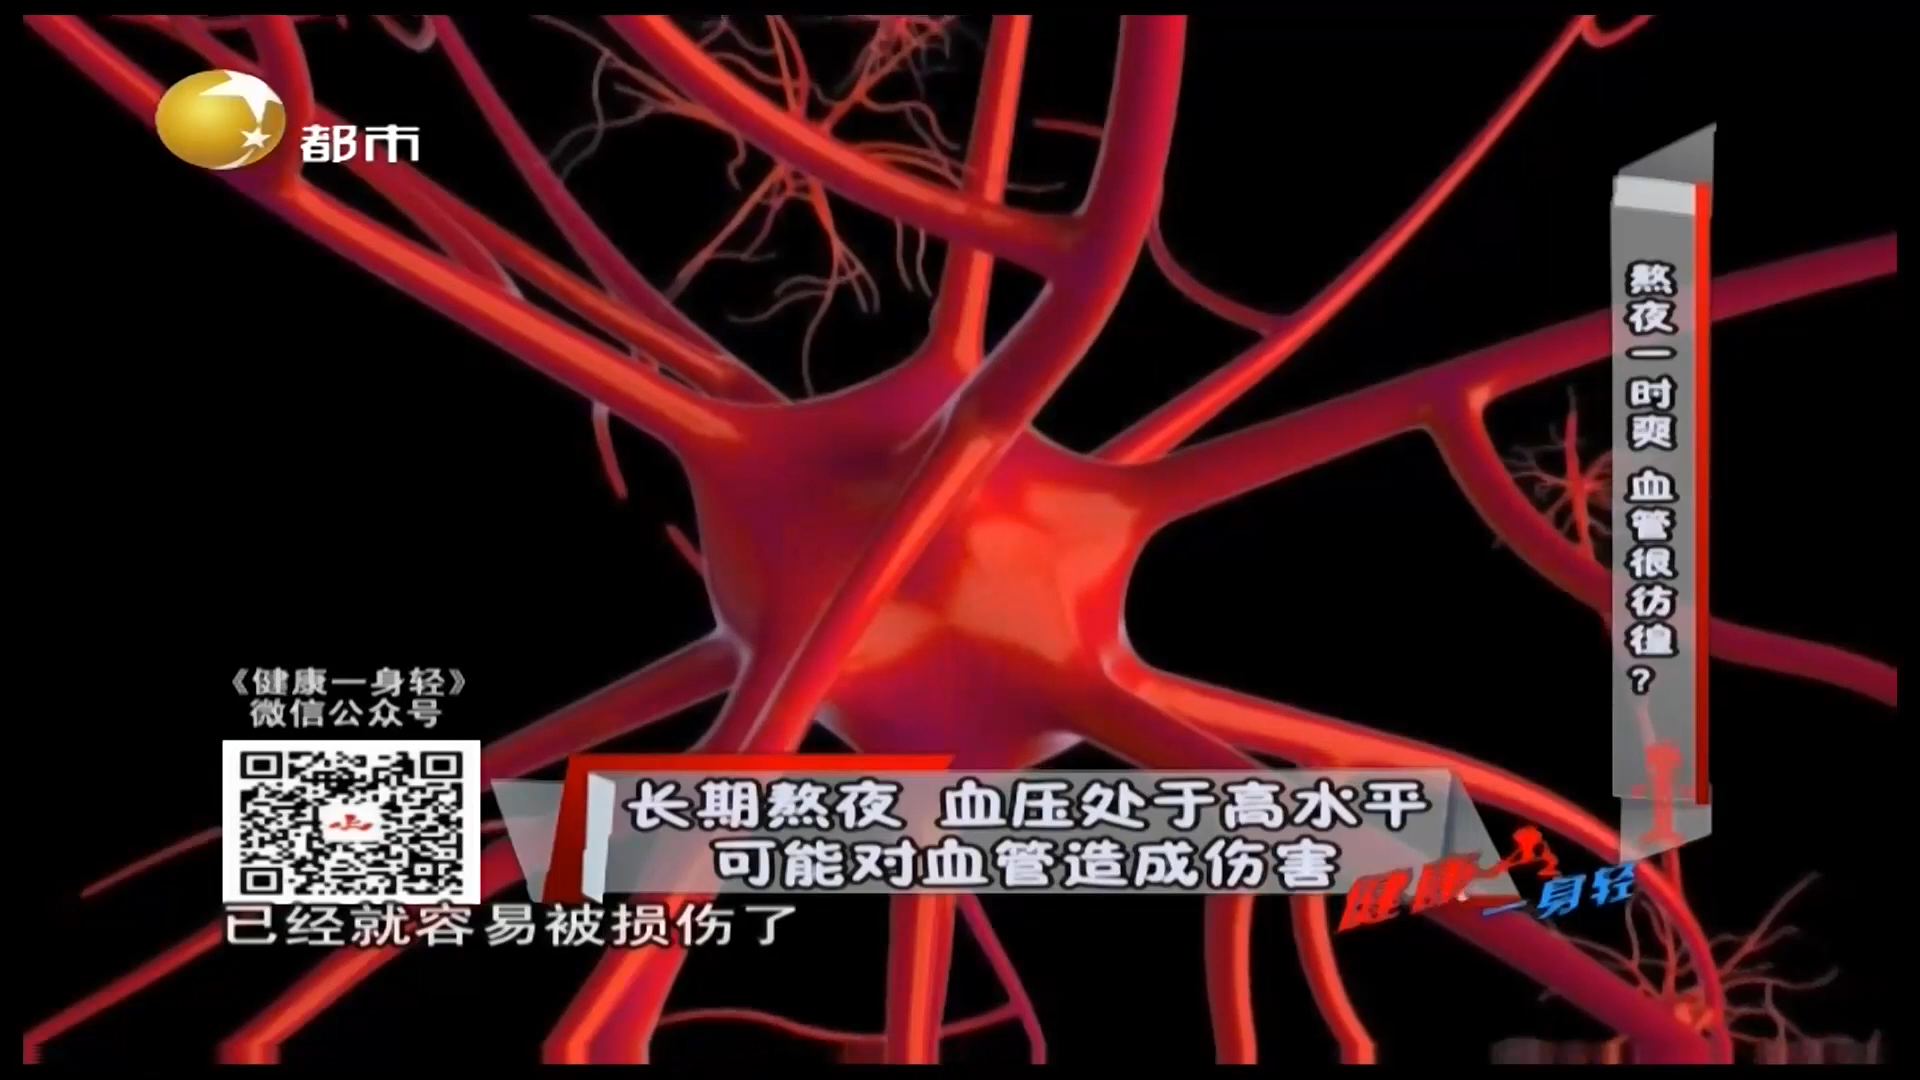 都市
熬夜一时爽 血管很彷徨?
《健康一身轻》
微信公众号
长期熬夜 血压处于高水平
可能对血管造成伤害
健康一身轻
已经就容易被损伤了